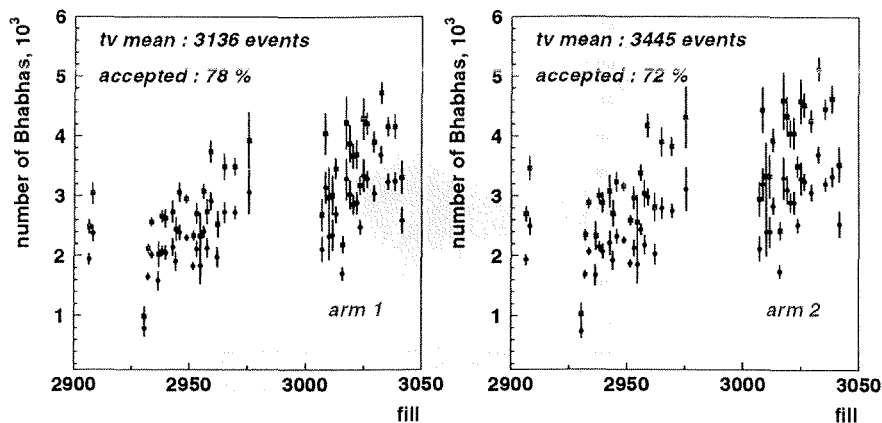 number of Bhabhas, 10³
6
5
4
3
2
1
tv mean : 3136 events
accepted : 78 %
arm 1
2900
2950
3000
3050
fill
number of Bhabhas, 10³
6
5
4
3
2
1
tv mean : 3445 events
accepted : 72 %
arm 2
2900
2950
3000
3050
fill